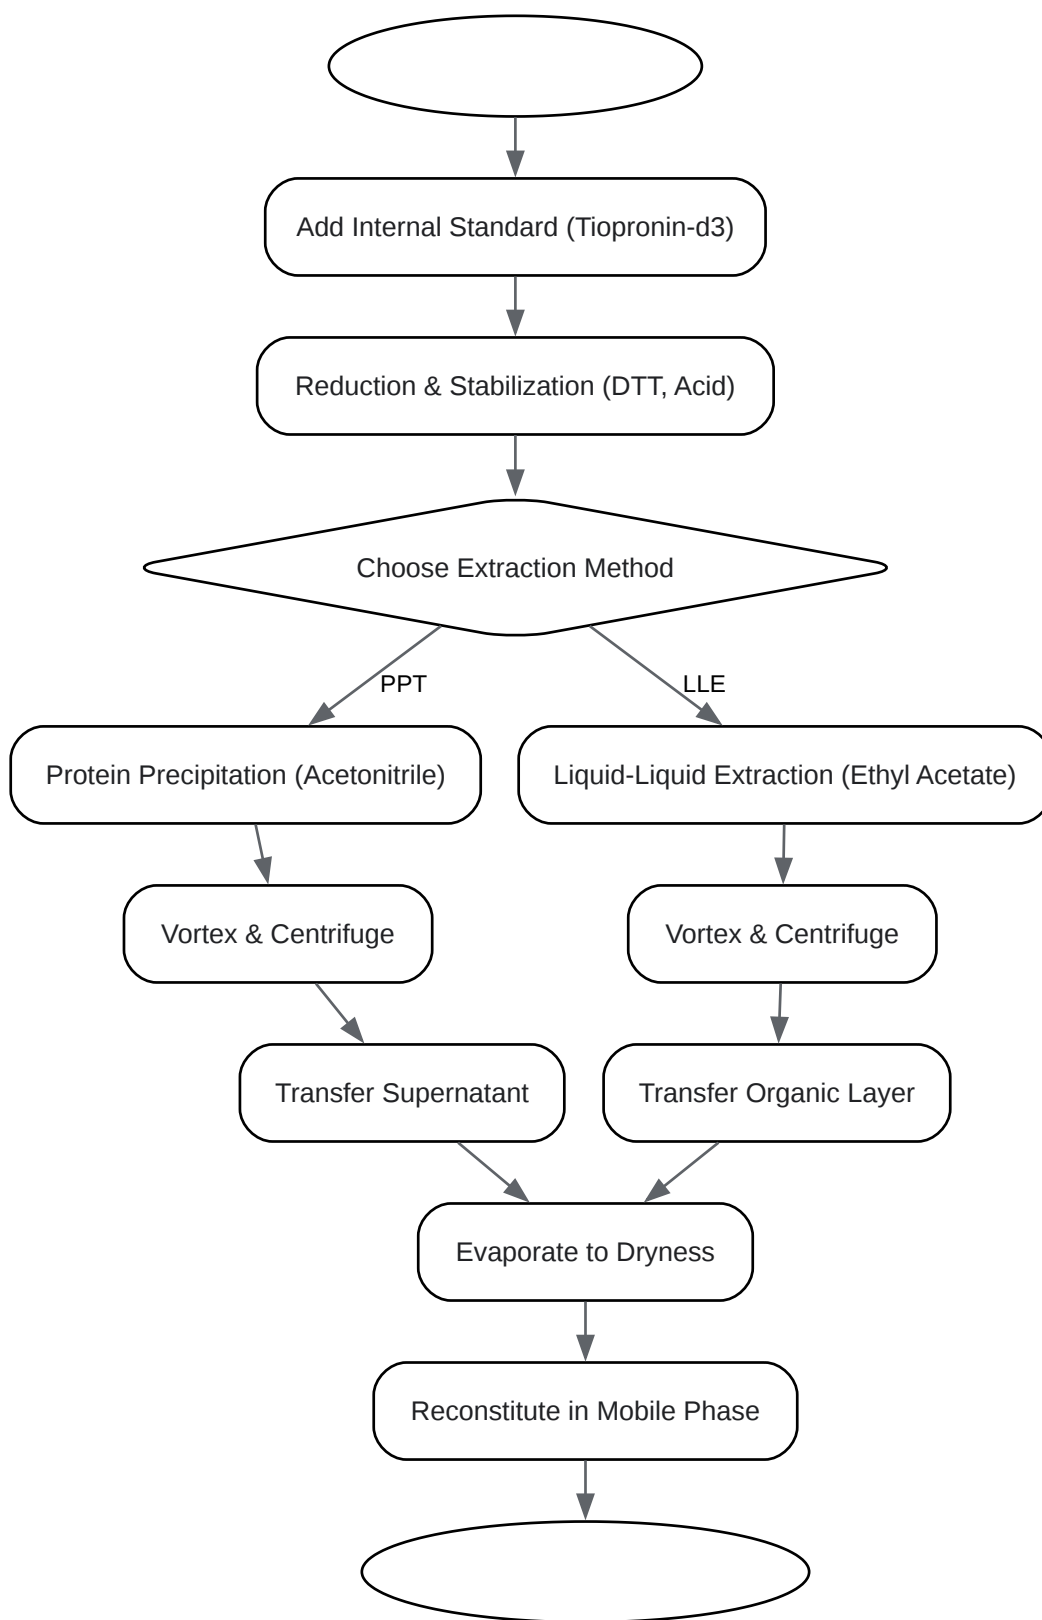 Add Internal Standard (Tiopronin-d3)
Reduction & Stabilization (DTT, Acid)
Choose Extraction Method
PPT
LLE
Protein Precipitation (Acetonitrile)
Liquid-Liquid Extraction (Ethyl Acetate)
Vortex & Centrifuge
Vortex & Centrifuge
Transfer Supernatant
Transfer Organic Layer
Evaporate to Dryness
Reconstitute in Mobile Phase